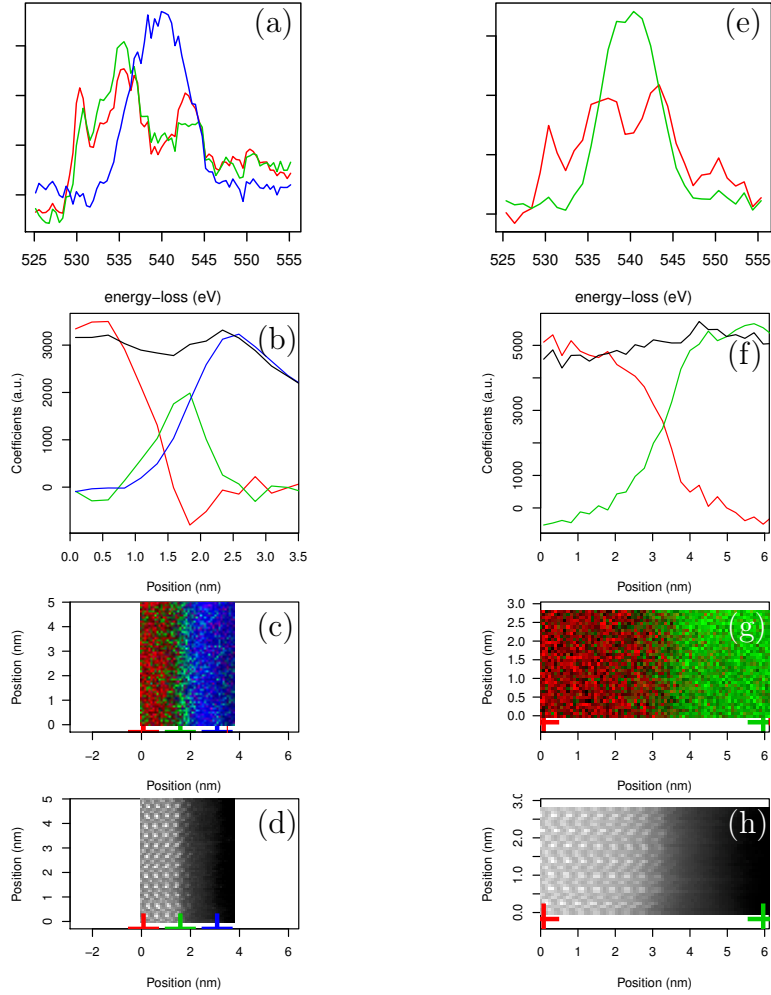 (a)
525 530 535 540 545 550 555
energy−loss (eV)
(e)
525 530 535 540 545 550 555
energy−loss (eV)
(b)
Coefficients (a.u.)
0 1000 2000 3000
0.0 0.5 1.0 1.5 2.0 2.5 3.0 3.5
Position (nm)
(f)
Coefficients (a.u.)
0 1000 3000 5000
0 1 2 3 4 5 6
Position (nm)
(c)
Position (nm)
0 1 2 3 4 5
−2 0 2 4 6
Position (nm)
(g)
Position (nm)
0.0 0.5 1.0 1.5 2.0 2.5 3.0
0 1 2 3 4 5 6
Position (nm)
(d)
Position (nm)
0 1 2 3 4 5
−2 0 2 4 6
Position (nm)
(h)
Position (nm)
0.0 1.0 2.0 3.0
0 1 2 3 4 5 6
Position (nm)